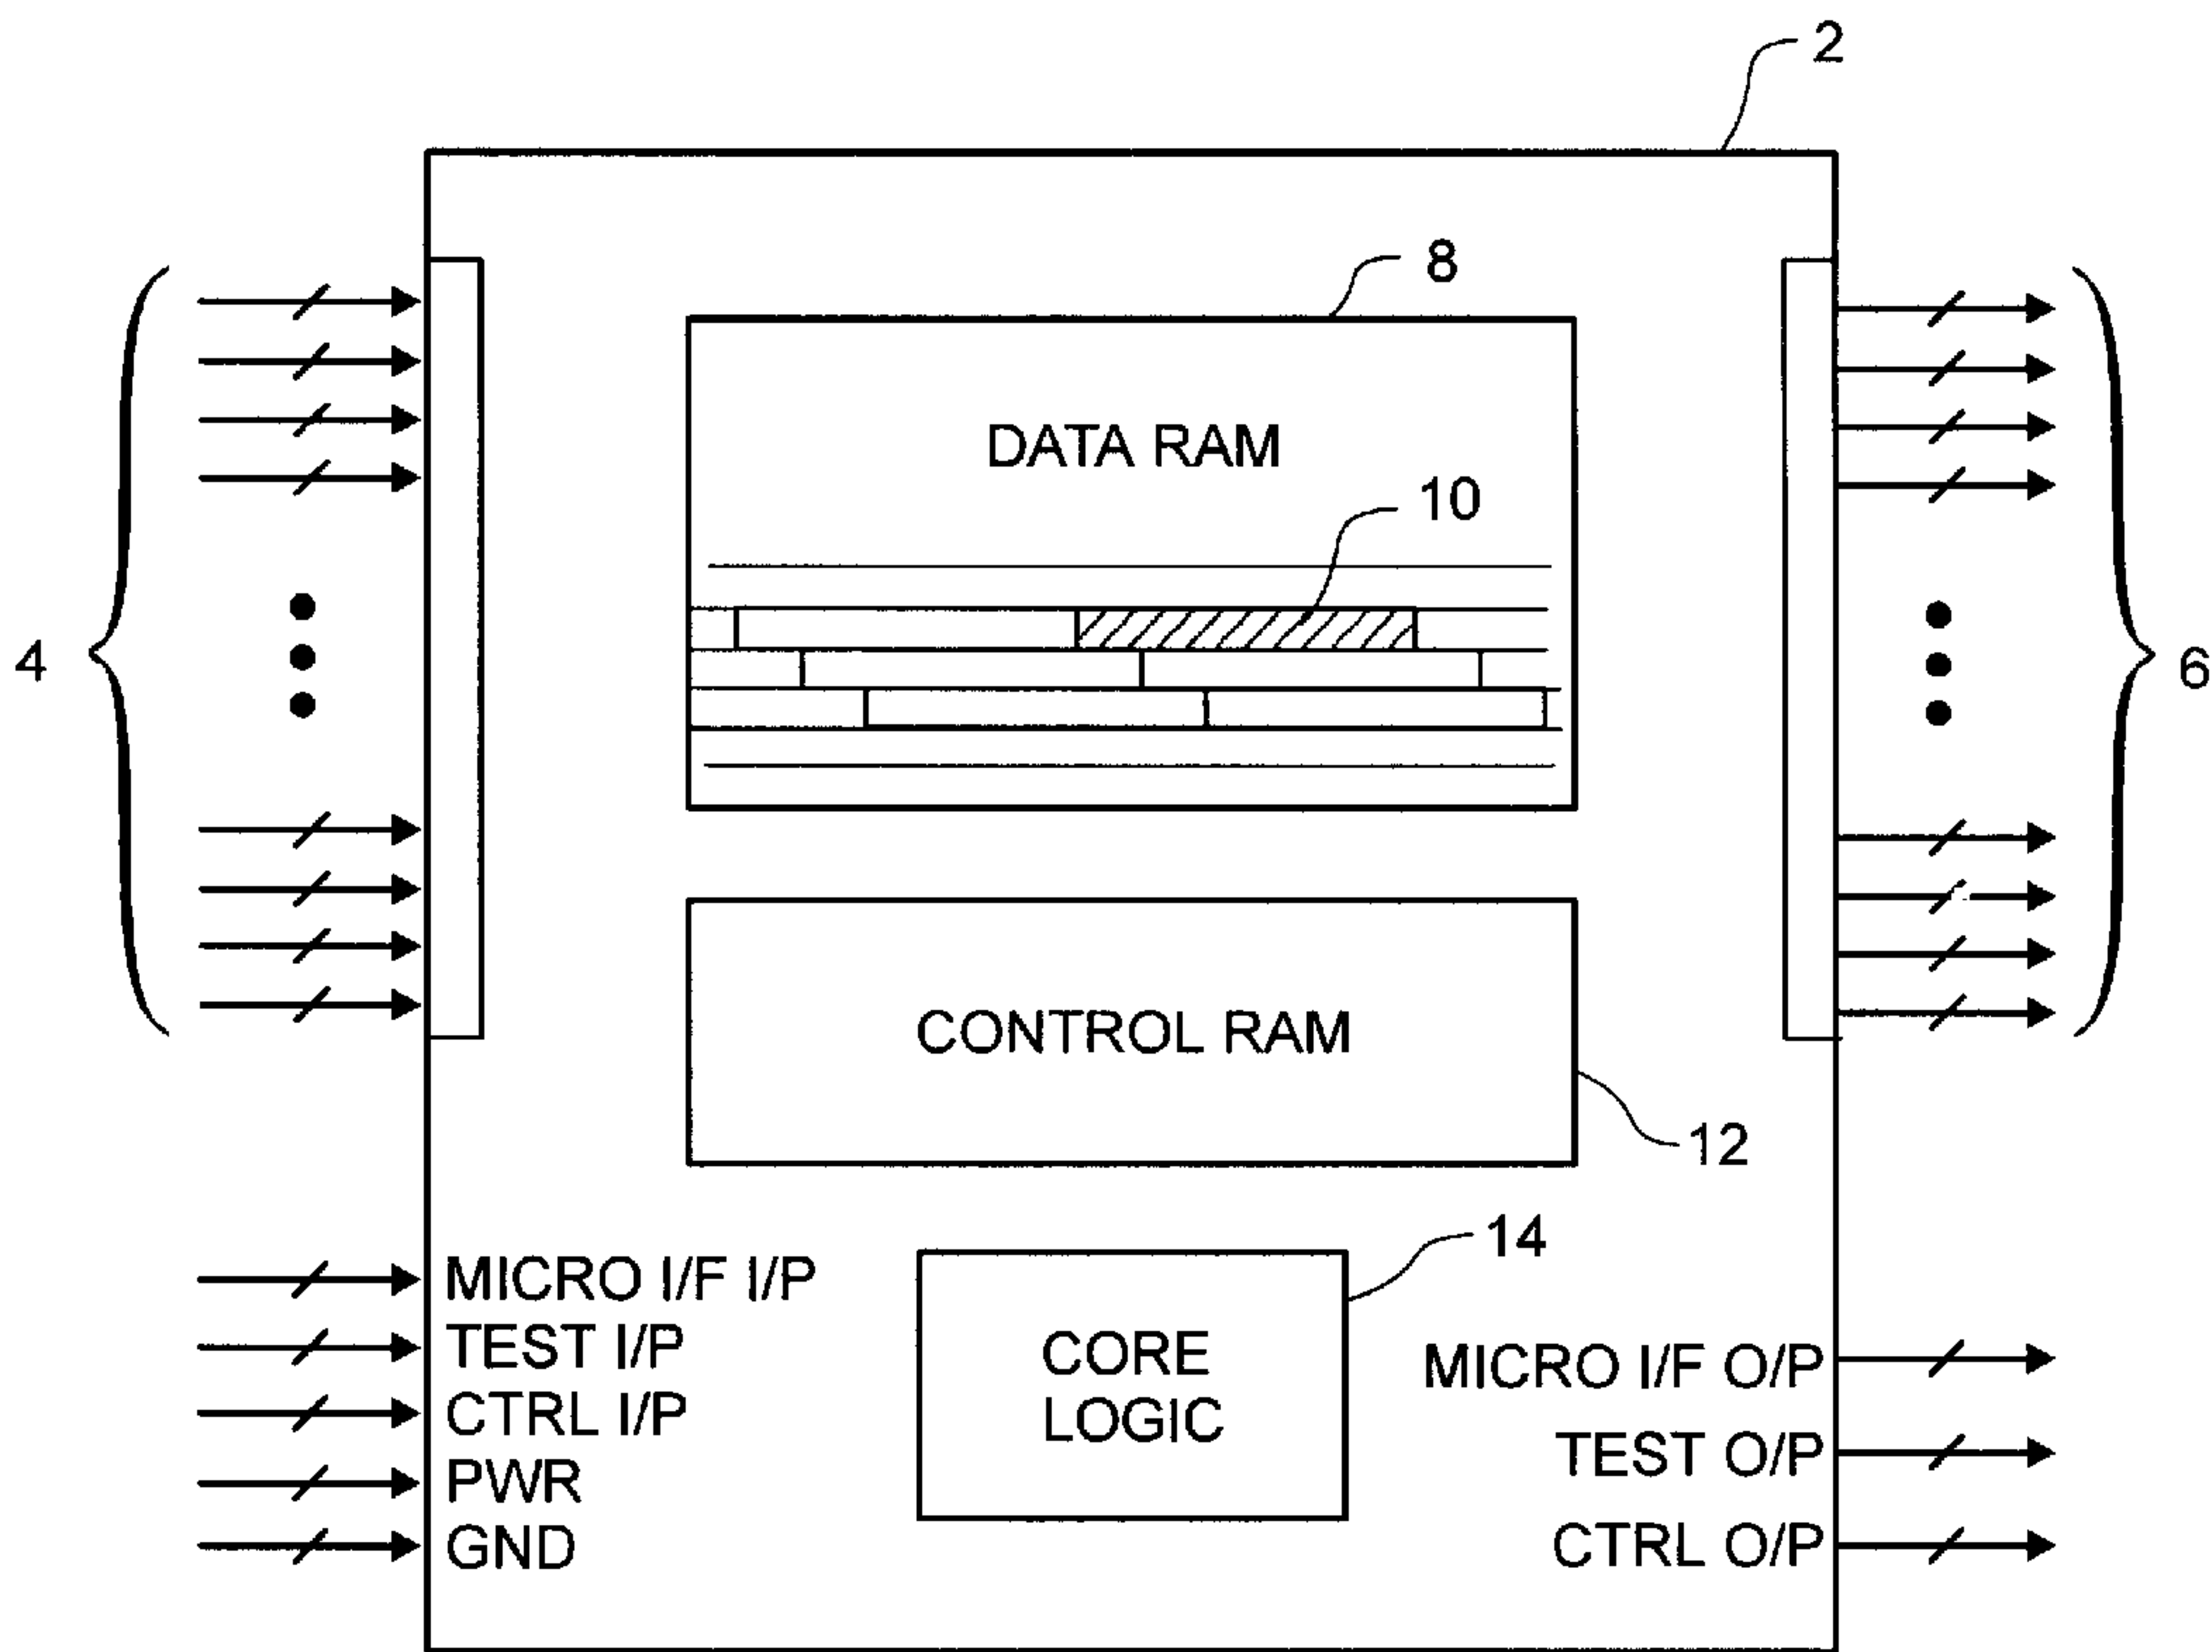 2
8
DATA RAM
10
4
6
CONTROL RAM
12
14
MICRO I/F I/P
TEST I/P
CTRL I/P
PWR
GND
CORE
LOGIC
MICRO I/F O/P
TEST O/P
CTRL O/P